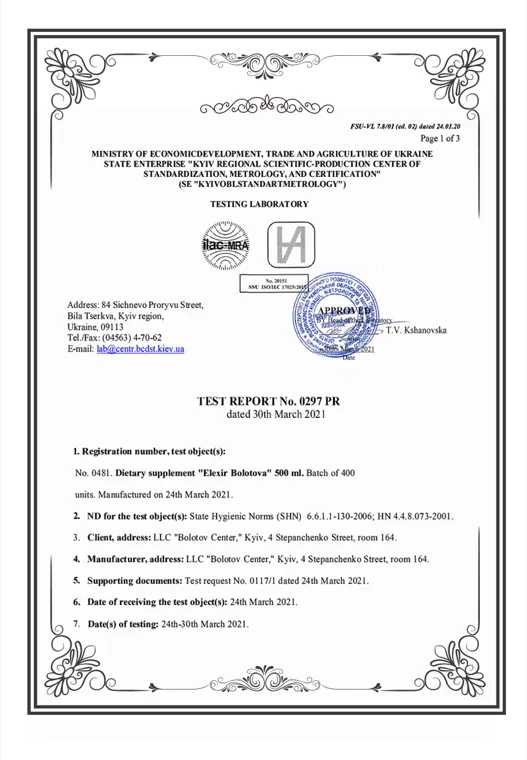 FSU-VL 7.8/01 (ed. 02) dated 24.01.20
Page 1 of 3
MINISTRY OF ECONOMICDEVELOPMENT, TRADE AND AGRICULTURE OF UKRAINE
STATE ENTERPRISE "KYIV REGIONAL SCIENTIFIC-PRODUCTION CENTER OF
STANDARDIZATION, METROLOGY, AND CERTIFICATION"
(SE "KYIVOBLSTANDARTMETROLOGY")
TESTING LABORATORY
ilac-MRA
No. 20151
SSU ISO/IEC 17025:2017
Address: 84 Sichnevo Proryvu Street,
Bila Tserkva, Kyiv region,
Ukraine, 09113
Tel./Fax: (04563) 4-70-62
E-mail: lab@centr.bcdst.kiev.ua
APPROVED
BY Head of the Laboratory
T.V. Kshanovska
March 2021
Date
TEST REPORT No. 0297 PR
dated 30th March 2021
1. Registration number, test object(s):
No. 0481. Dietary supplement "Elexir Bolotova" 500 ml. Batch of 400
units. Manufactured on 24th March 2021.
2. ND for the test object(s): State Hygienic Norms (SHN) 6.6.1.1-130-2006; HN 4.4.8.073-2001.
3. Client, address: LLC "Bolotov Center," Kyiv, 4 Stepanchenko Street, room 164.
4. Manufacturer, address: LLC "Bolotov Center," Kyiv, 4 Stepanchenko Street, room 164.
5. Supporting documents: Test request No. 0117/1 dated 24th March 2021.
6. Date of receiving the test object(s): 24th March 2021.
7. Date(s) of testing: 24th-30th March 2021.